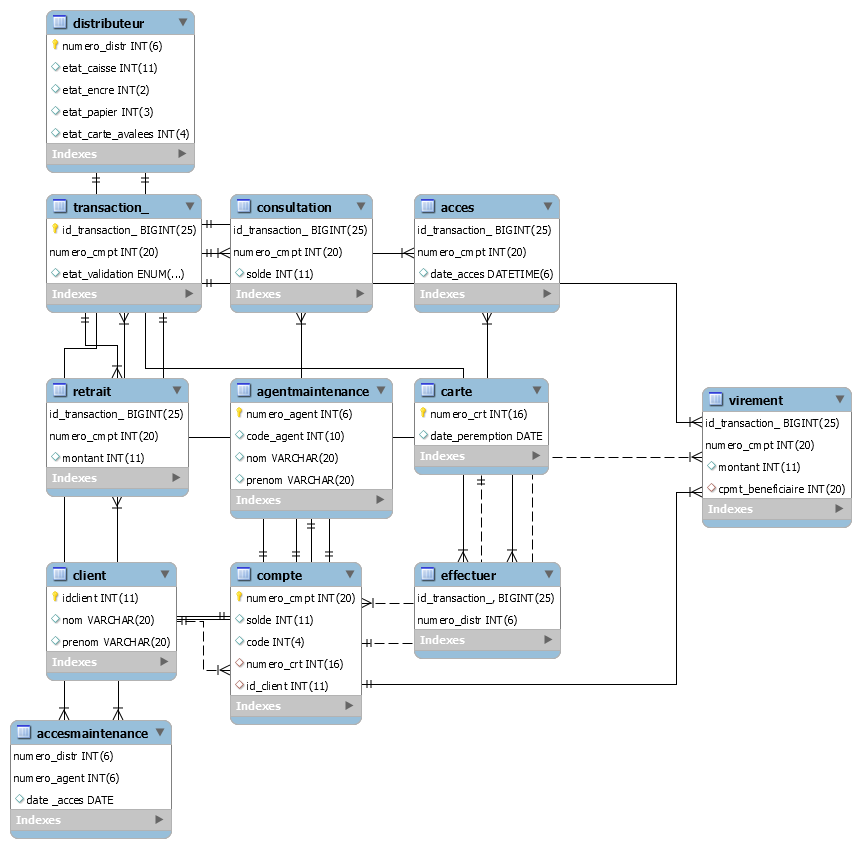 distributeur
numero_distr INT(6)
etat_caisse INT(11)
etat_encre INT(2)
etat_papier INT(3)
etat_carte_avalees INT(4)
Indexes
transaction_
id_transaction_ BIGINT(25)
numero_cmpt INT(20)
etat_validation ENUM(...)
Indexes
consultation
id_transaction_ BIGINT(25)
numero_cmpt INT(20)
solde INT(11)
Indexes
acces
id_transaction_ BIGINT(25)
numero_cmpt INT(20)
date_acces DATETIME(6)
Indexes
retrait
id_transaction_ BIGINT(25)
numero_cmpt INT(20)
montant INT(11)
Indexes
agentmaintenance
numero_agent INT(6)
code_agent INT(10)
nom VARCHAR(20)
prenom VARCHAR(20)
Indexes
carte
numero_crt INT(16)
date_peremption DATE
Indexes
virement
id_transaction_ BIGINT(25)
numero_cmpt INT(20)
montant INT(11)
cpmt_beneficiaire INT(20)
Indexes
client
idclient INT(11)
nom VARCHAR(20)
prenom VARCHAR(20)
Indexes
compte
numero_cmpt INT(20)
solde INT(11)
code INT(4)
numero_crt INT(16)
id_client INT(11)
Indexes
effectuer
id_transaction_, BIGINT(25)
numero_distr INT(6)
Indexes
accesmaintenance
numero_distr INT(6)
numero_agent INT(6)
date _acces DATE
Indexes